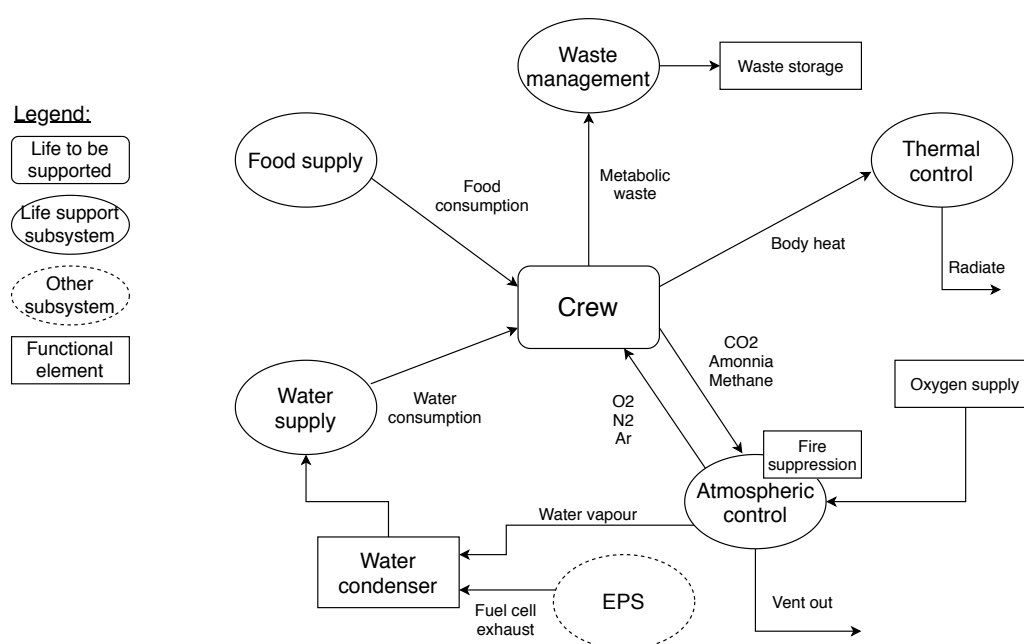 Legend:
Life to be
supported
Life support
subsystem
Other
subsystem
Functional
element
Waste
management
Waste storage
Food supply
Food
consumption
Metabolic
waste
Thermal
control
Body heat
Radiate
Crew
Water
supply
Water
consumption
CO2
Amonnia
Methane
O2
N2
Ar
Oxygen supply
Fire
suppression
Atmospheric
control
Water vapour
Water
condenser
Fuel cell
exhaust
EPS
Vent out